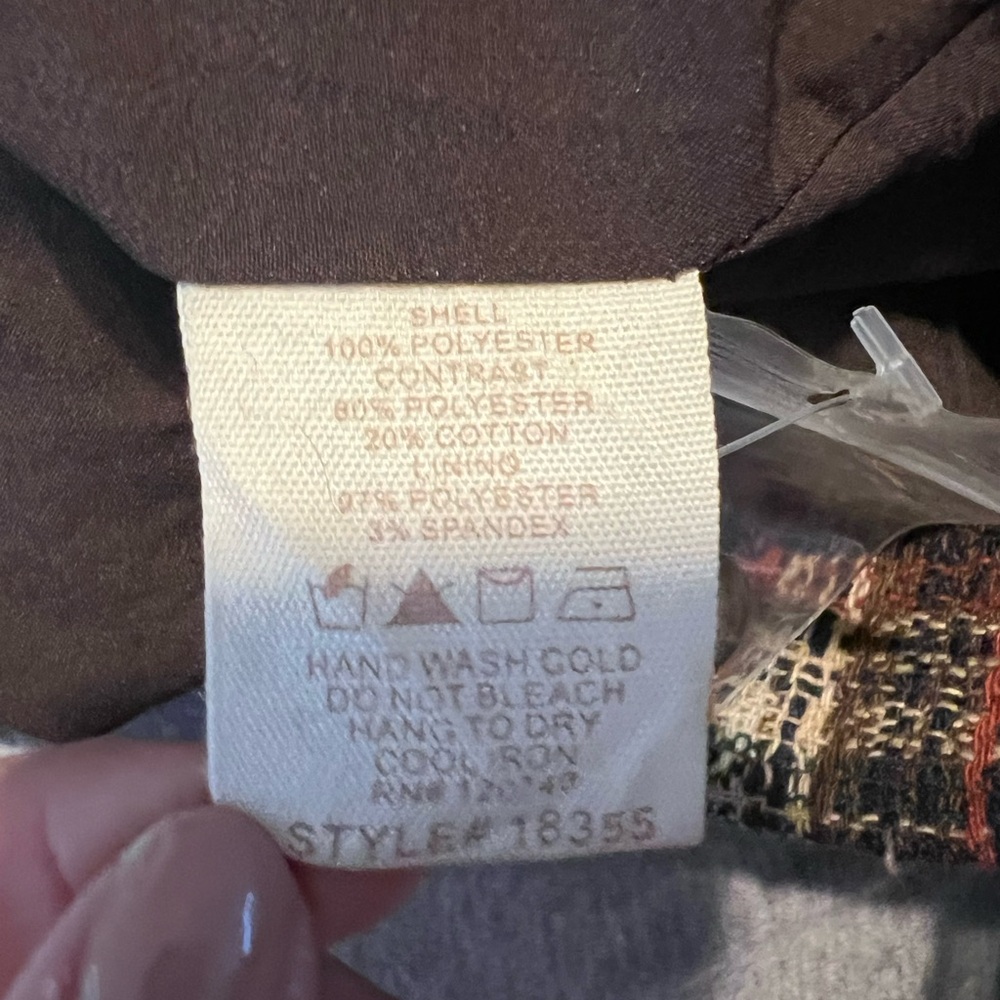 SHELL
100% POLYESTER
CONTRAST
80% POLYESTER
20% COTTON
LINING
97% POLYESTER
3% SPANDEX
HAND WASH COLD
DO NOT BLEACH
HANG TO DRY
COOL IRON
RN#
STYLE# 18355